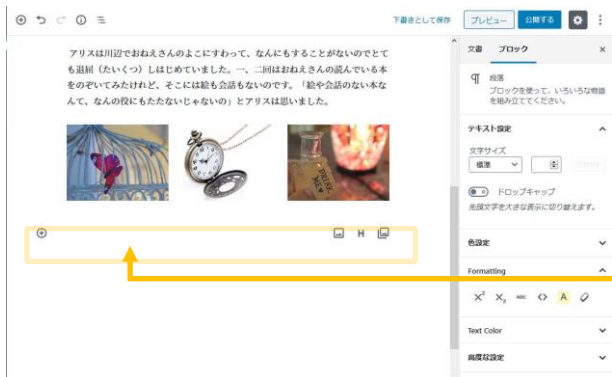 下書きとして保存
プレビュー
公開する
アリスは川辺でおねえさんのよこにすわって、なんにもすることがないのでとて
も退屈（たいくつ）しはじめていました。一、二回はおねえさんの読んでいる本
をのぞいてみたけれど、そこには絵も会話もないのです。「絵や会話のない本な
んて、なんの役にもたたないじゃないの」とアリスは思いました。
DRINK
ME
H
文書 ブロック
段落
ブロックを使って、いろいろな物語
を組み立ててください。
テキスト設定
文字サイズ
標準
リセット
ドロップキャップ
先頭文字を大きな表示に切り替えます。
色設定
Formatting
X² X₂ ABC <> A
Text Color
高度な設定